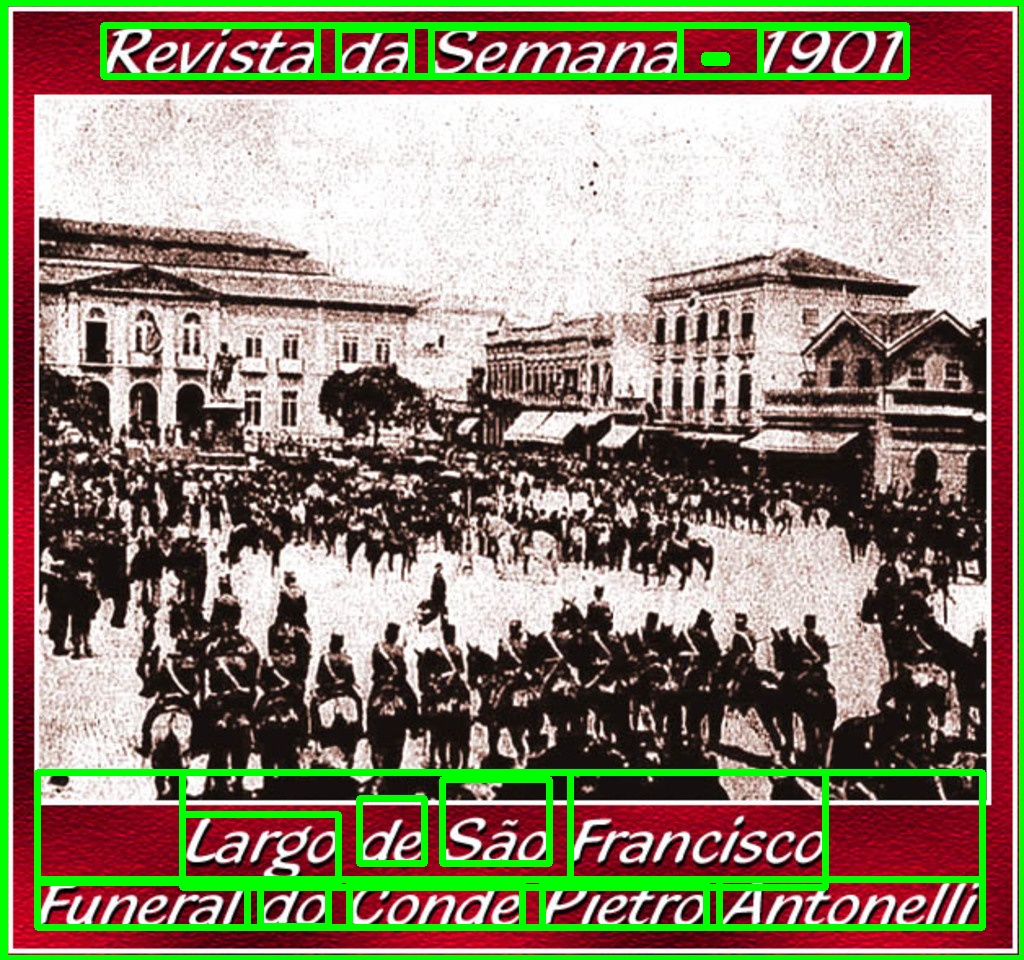 Revista da Semana - 1901
Largo de São Francisco
Funeral do Conde Pietro Antonelli